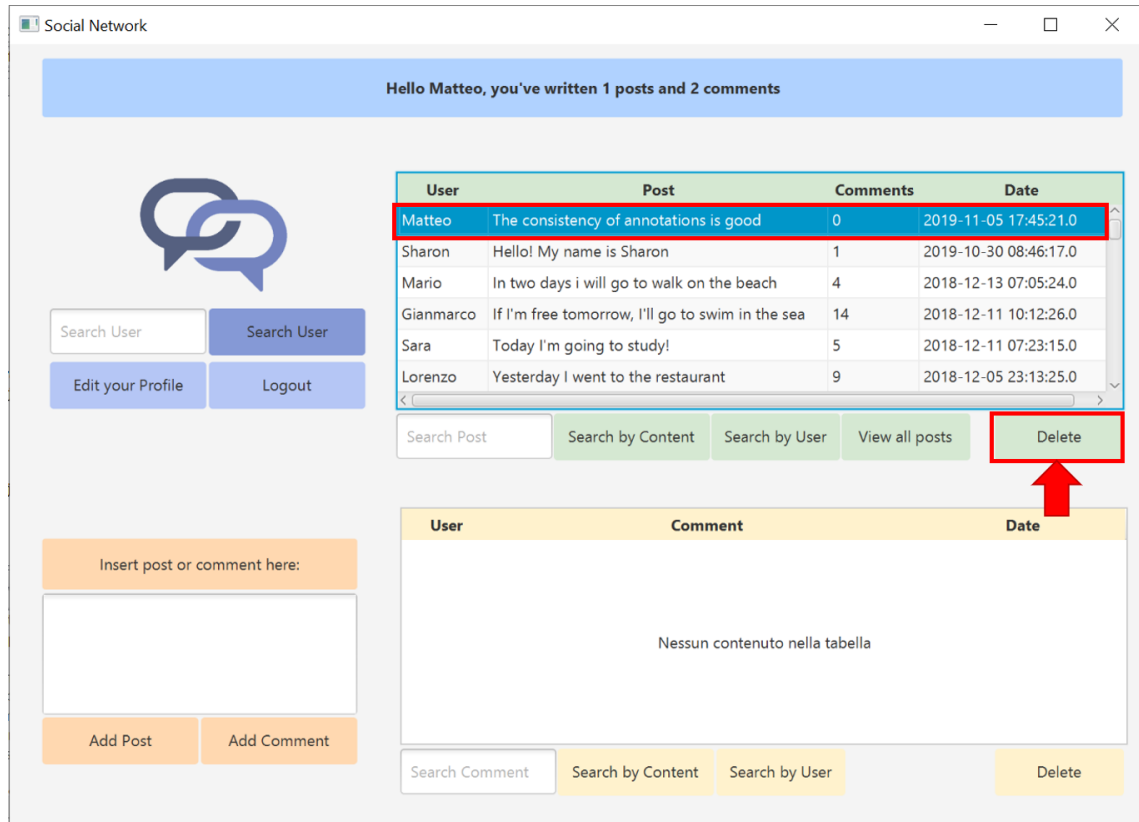 Social Network
Hello Matteo, you've written 1 posts and 2 comments
User Post Comments Date
Matteo The consistency of annotations is good 0 2019-11-05 17:45:21.0
Sharon Hello! My name is Sharon 1 2019-10-30 08:46:17.0
Mario In two days i will go to walk on the beach 4 2018-12-13 07:05:24.0
Gianmarco If I'm free tomorrow, I'll go to swim in the sea 14 2018-12-11 10:12:26.0
Sara Today I'm going to study! 5 2018-12-11 07:23:15.0
Lorenzo Yesterday I went to the restaurant 9 2018-12-05 23:13:25.0
Search User Search User
Edit your Profile Logout
Search Post Search by Content Search by User View all posts Delete
User Comment Date
Nessun contenuto nella tabella
Insert post or comment here:
Add Post Add Comment
Search Comment Search by Content Search by User Delete